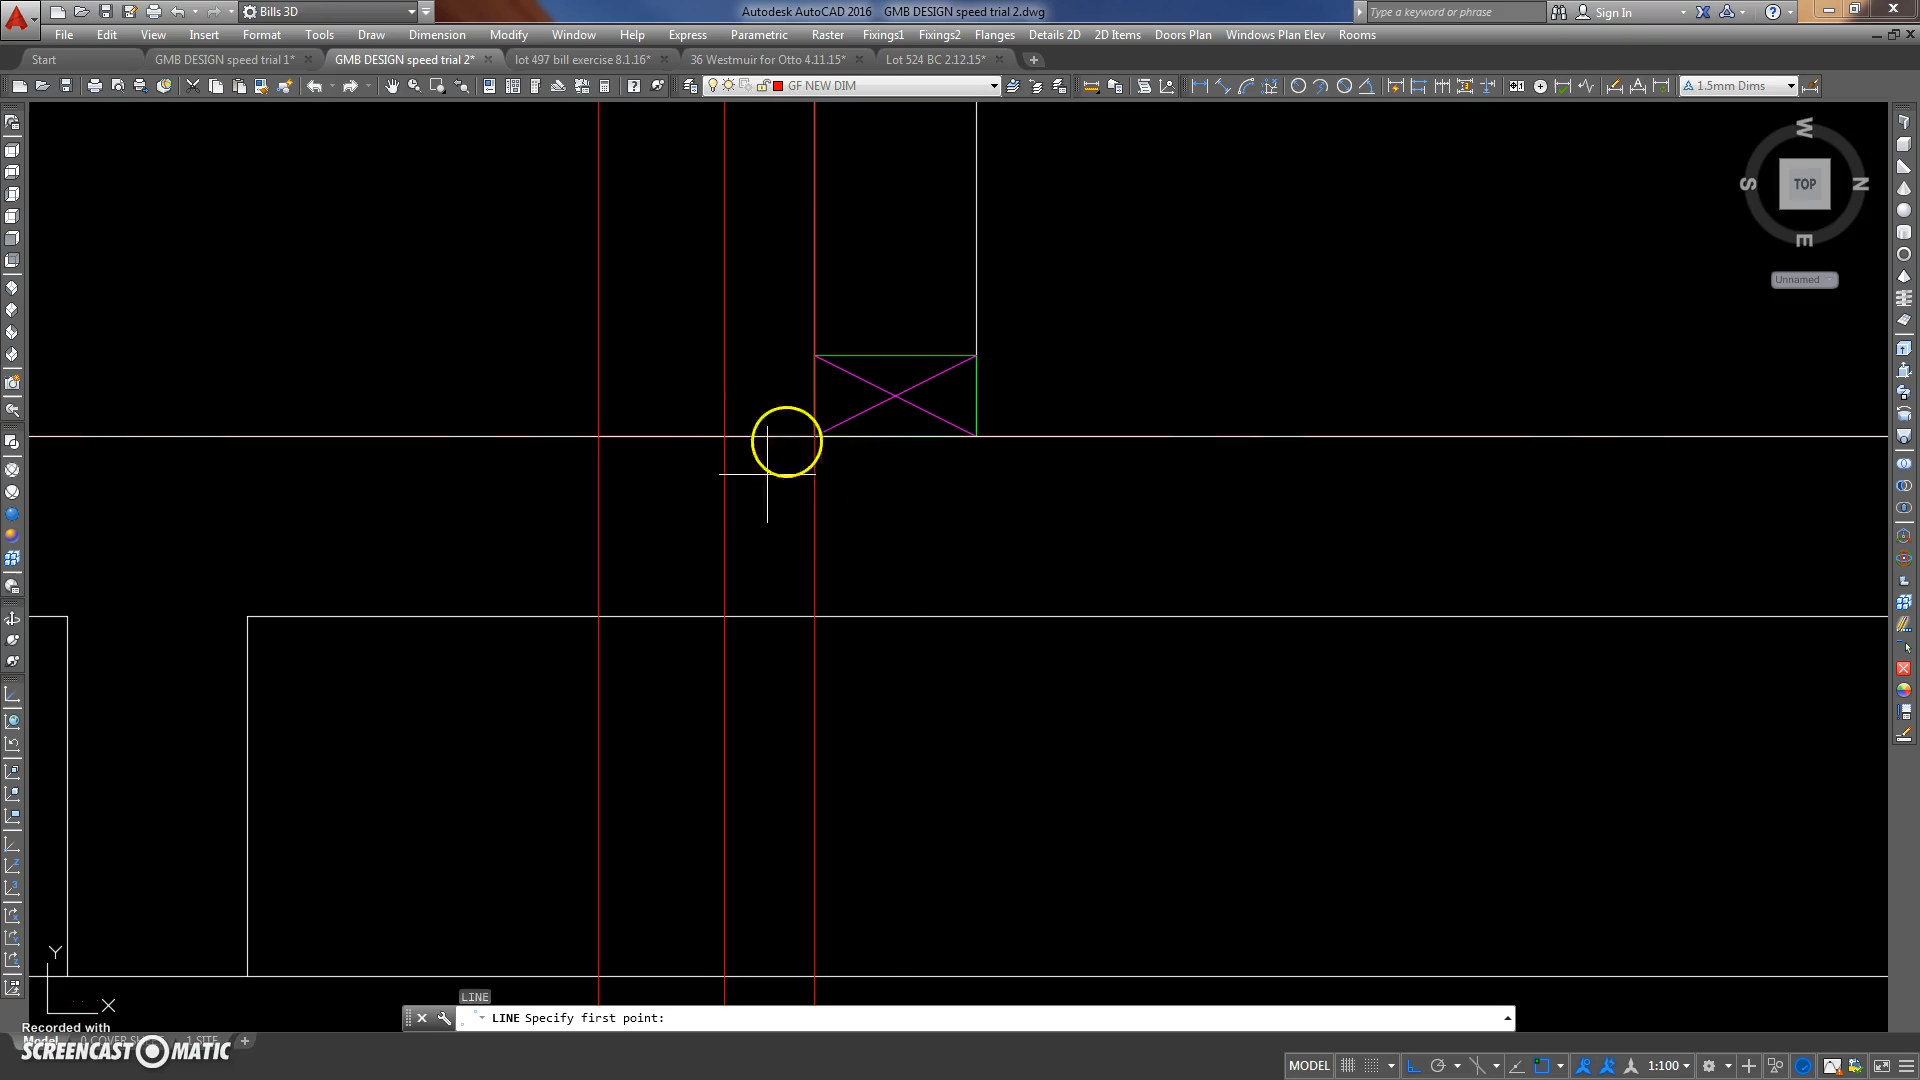 Bills 3D
Autodesk AutoCAD 2016 GMB DESIGN speed trial 2.dwg
Type a keyword or phrase
Sign In
File Edit View Insert Format Tools Draw Dimension Modify Window Help Express Parametric Raster Fixings1 Fixings2 Flanges Details 2D 2D Items Doors Plan Windows Plan Elev Rooms
Start
GMB DESIGN speed trial 1*
GMB DESIGN speed trial 2*
lot 497 bill exercise 8.1.16*
36 Westmuir for Otto 4.11.15*
Lot 524 BC 2.12.15*
GF NEW DIM
1.5mm Dims
W
S TOP N
E
Unnamed
Y
X
LINE
LINE Specify first point:
Recorded with
SCREENCAST MATIC
MODEL
1:100